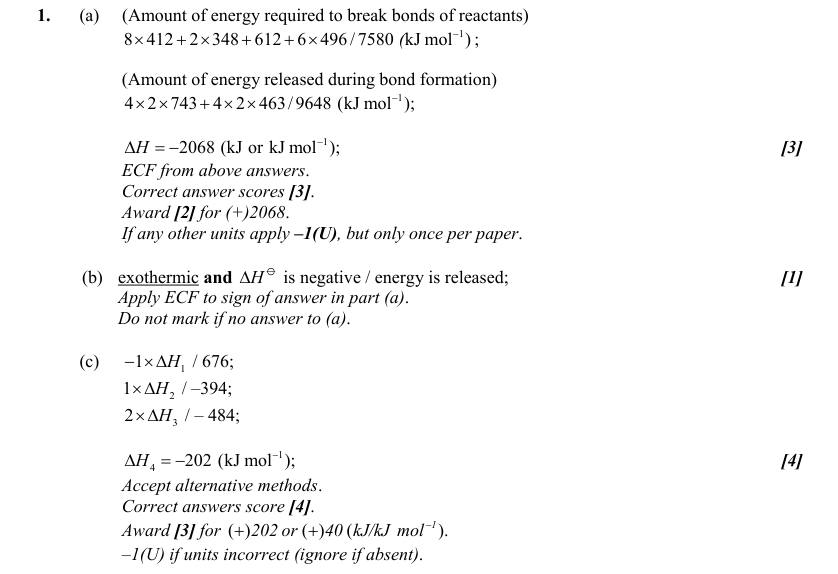 1. (a) (Amount of energy required to break bonds of reactants)
8×412+2×348+612+6×496/7580 (kJ mol⁻¹);
(Amount of energy released during bond formation)
4×2×743+4×2×463/9648 (kJ mol⁻¹);
ΔH = −2068 (kJ or kJ mol⁻¹); [3]
ECF from above answers.
Correct answer scores [3].
Award [2] for (+)2068.
If any other units apply −1(U), but only once per paper.
(b) exothermic and ΔH⊖ is negative / energy is released; [1]
Apply ECF to sign of answer in part (a).
Do not mark if no answer to (a).
(c) −1×ΔH₁ / 676;
1×ΔH₂ / −394;
2×ΔH₃ / − 484;
ΔH₄ = −202 (kJ mol⁻¹); [4]
Accept alternative methods.
Correct answers score [4].
Award [3] for (+)202 or (+)40 (kJ/kJ mol⁻¹).
−1(U) if units incorrect (ignore if absent).